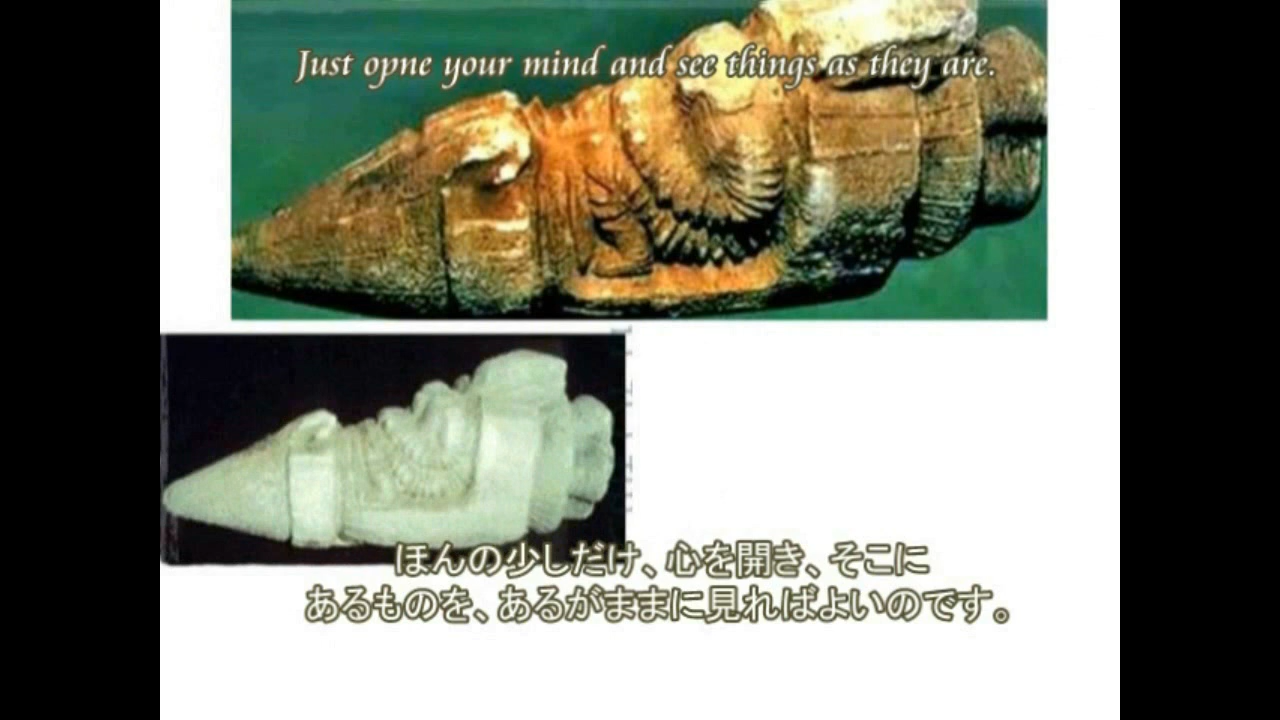 Just opne your mind and see things as they are.
ほんの少しだけ、心を開き、そこに
あるものを、あるがままに見ればよいのです。